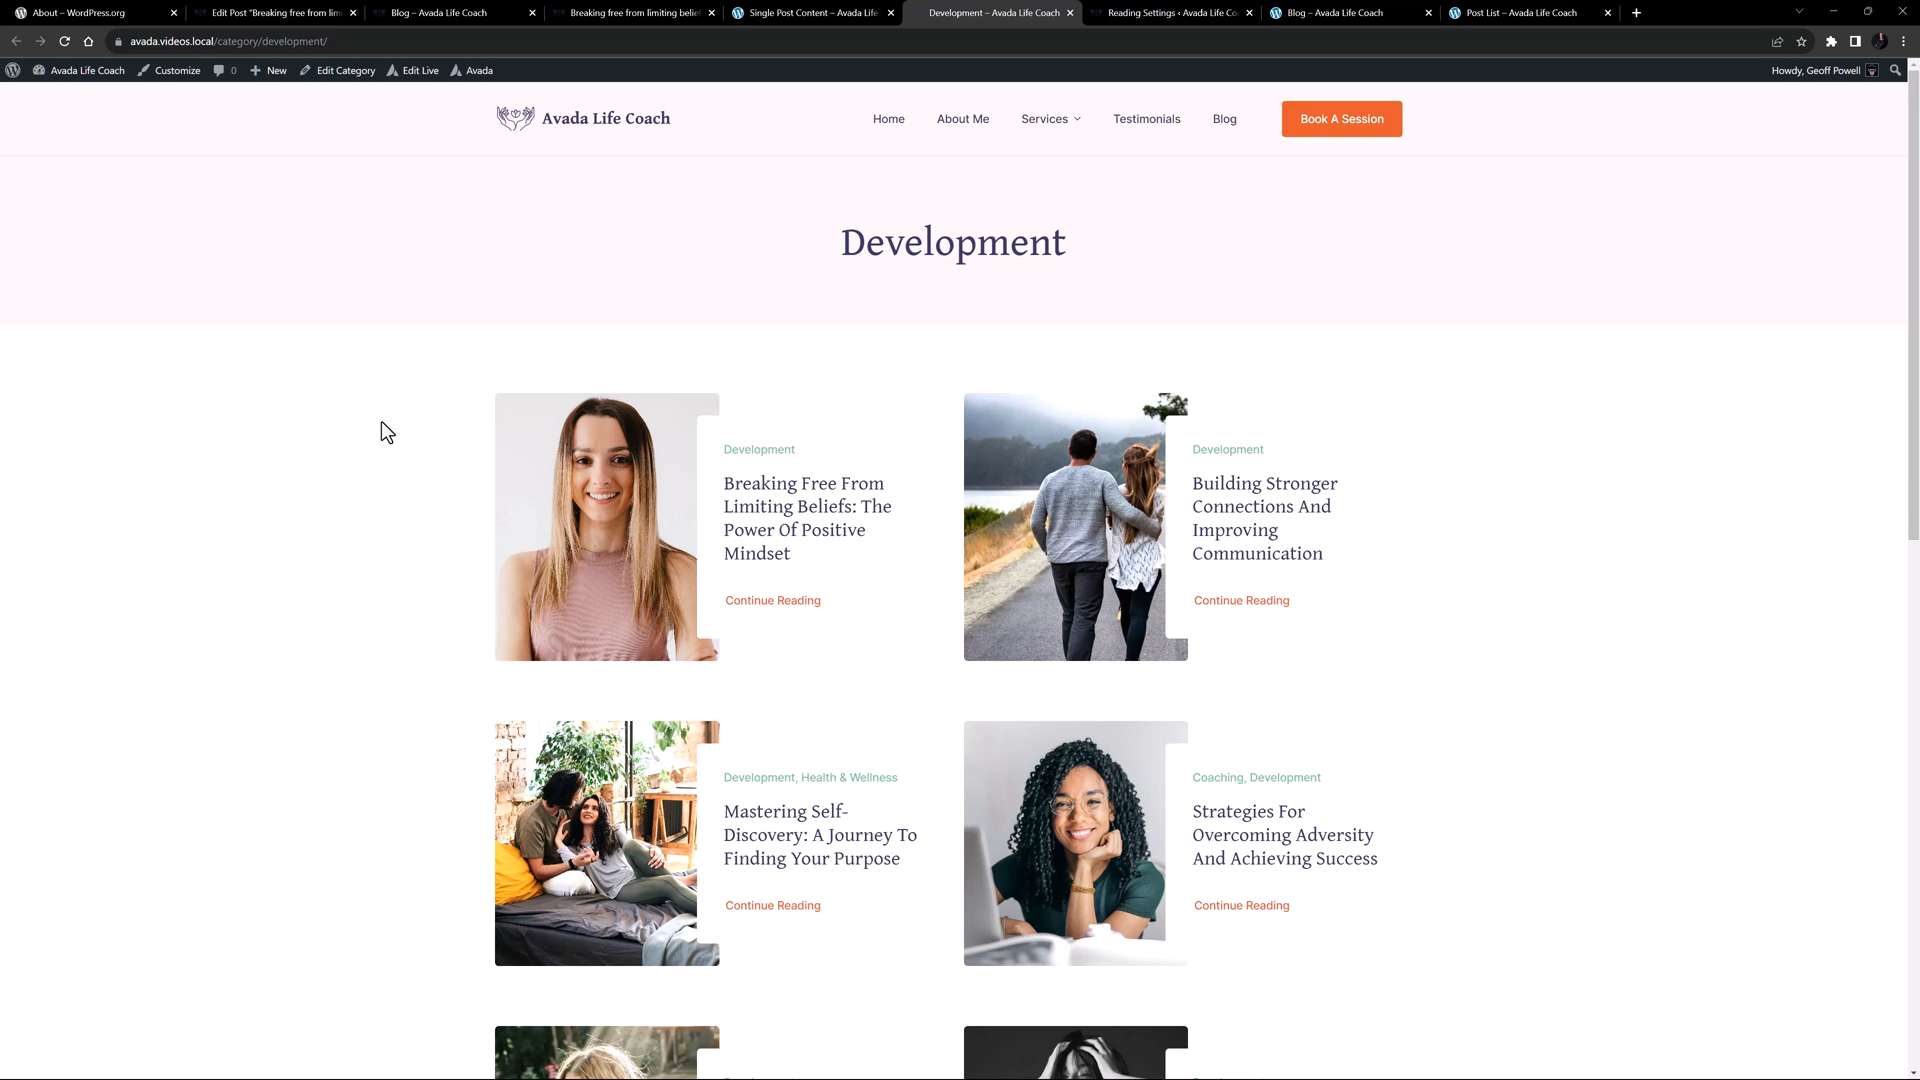 About – WordPress.org
Edit Post "Breaking free from lim
Blog – Avada Life Coach
Breaking free from limiting belie
Single Post Content – Avada Life
Development – Avada Life Coach
Reading Settings ‹ Avada Life Co
Blog – Avada Life Coach
Post List – Avada Life Coach
avada.videos.local/category/development/
Avada Life Coach
Customize
0
New
Edit Category
Edit Live
Avada
Howdy, Geoff Powell
Avada Life Coach
Home
About Me
Services
Testimonials
Blog
Book A Session
Development
Development
Breaking Free From
Limiting Beliefs: The
Power Of Positive
Mindset
Continue Reading
Development
Building Stronger
Connections And
Improving
Communication
Continue Reading
Development, Health & Wellness
Mastering Self-
Discovery: A Journey To
Finding Your Purpose
Continue Reading
Coaching, Development
Strategies For
Overcoming Adversity
And Achieving Success
Continue Reading